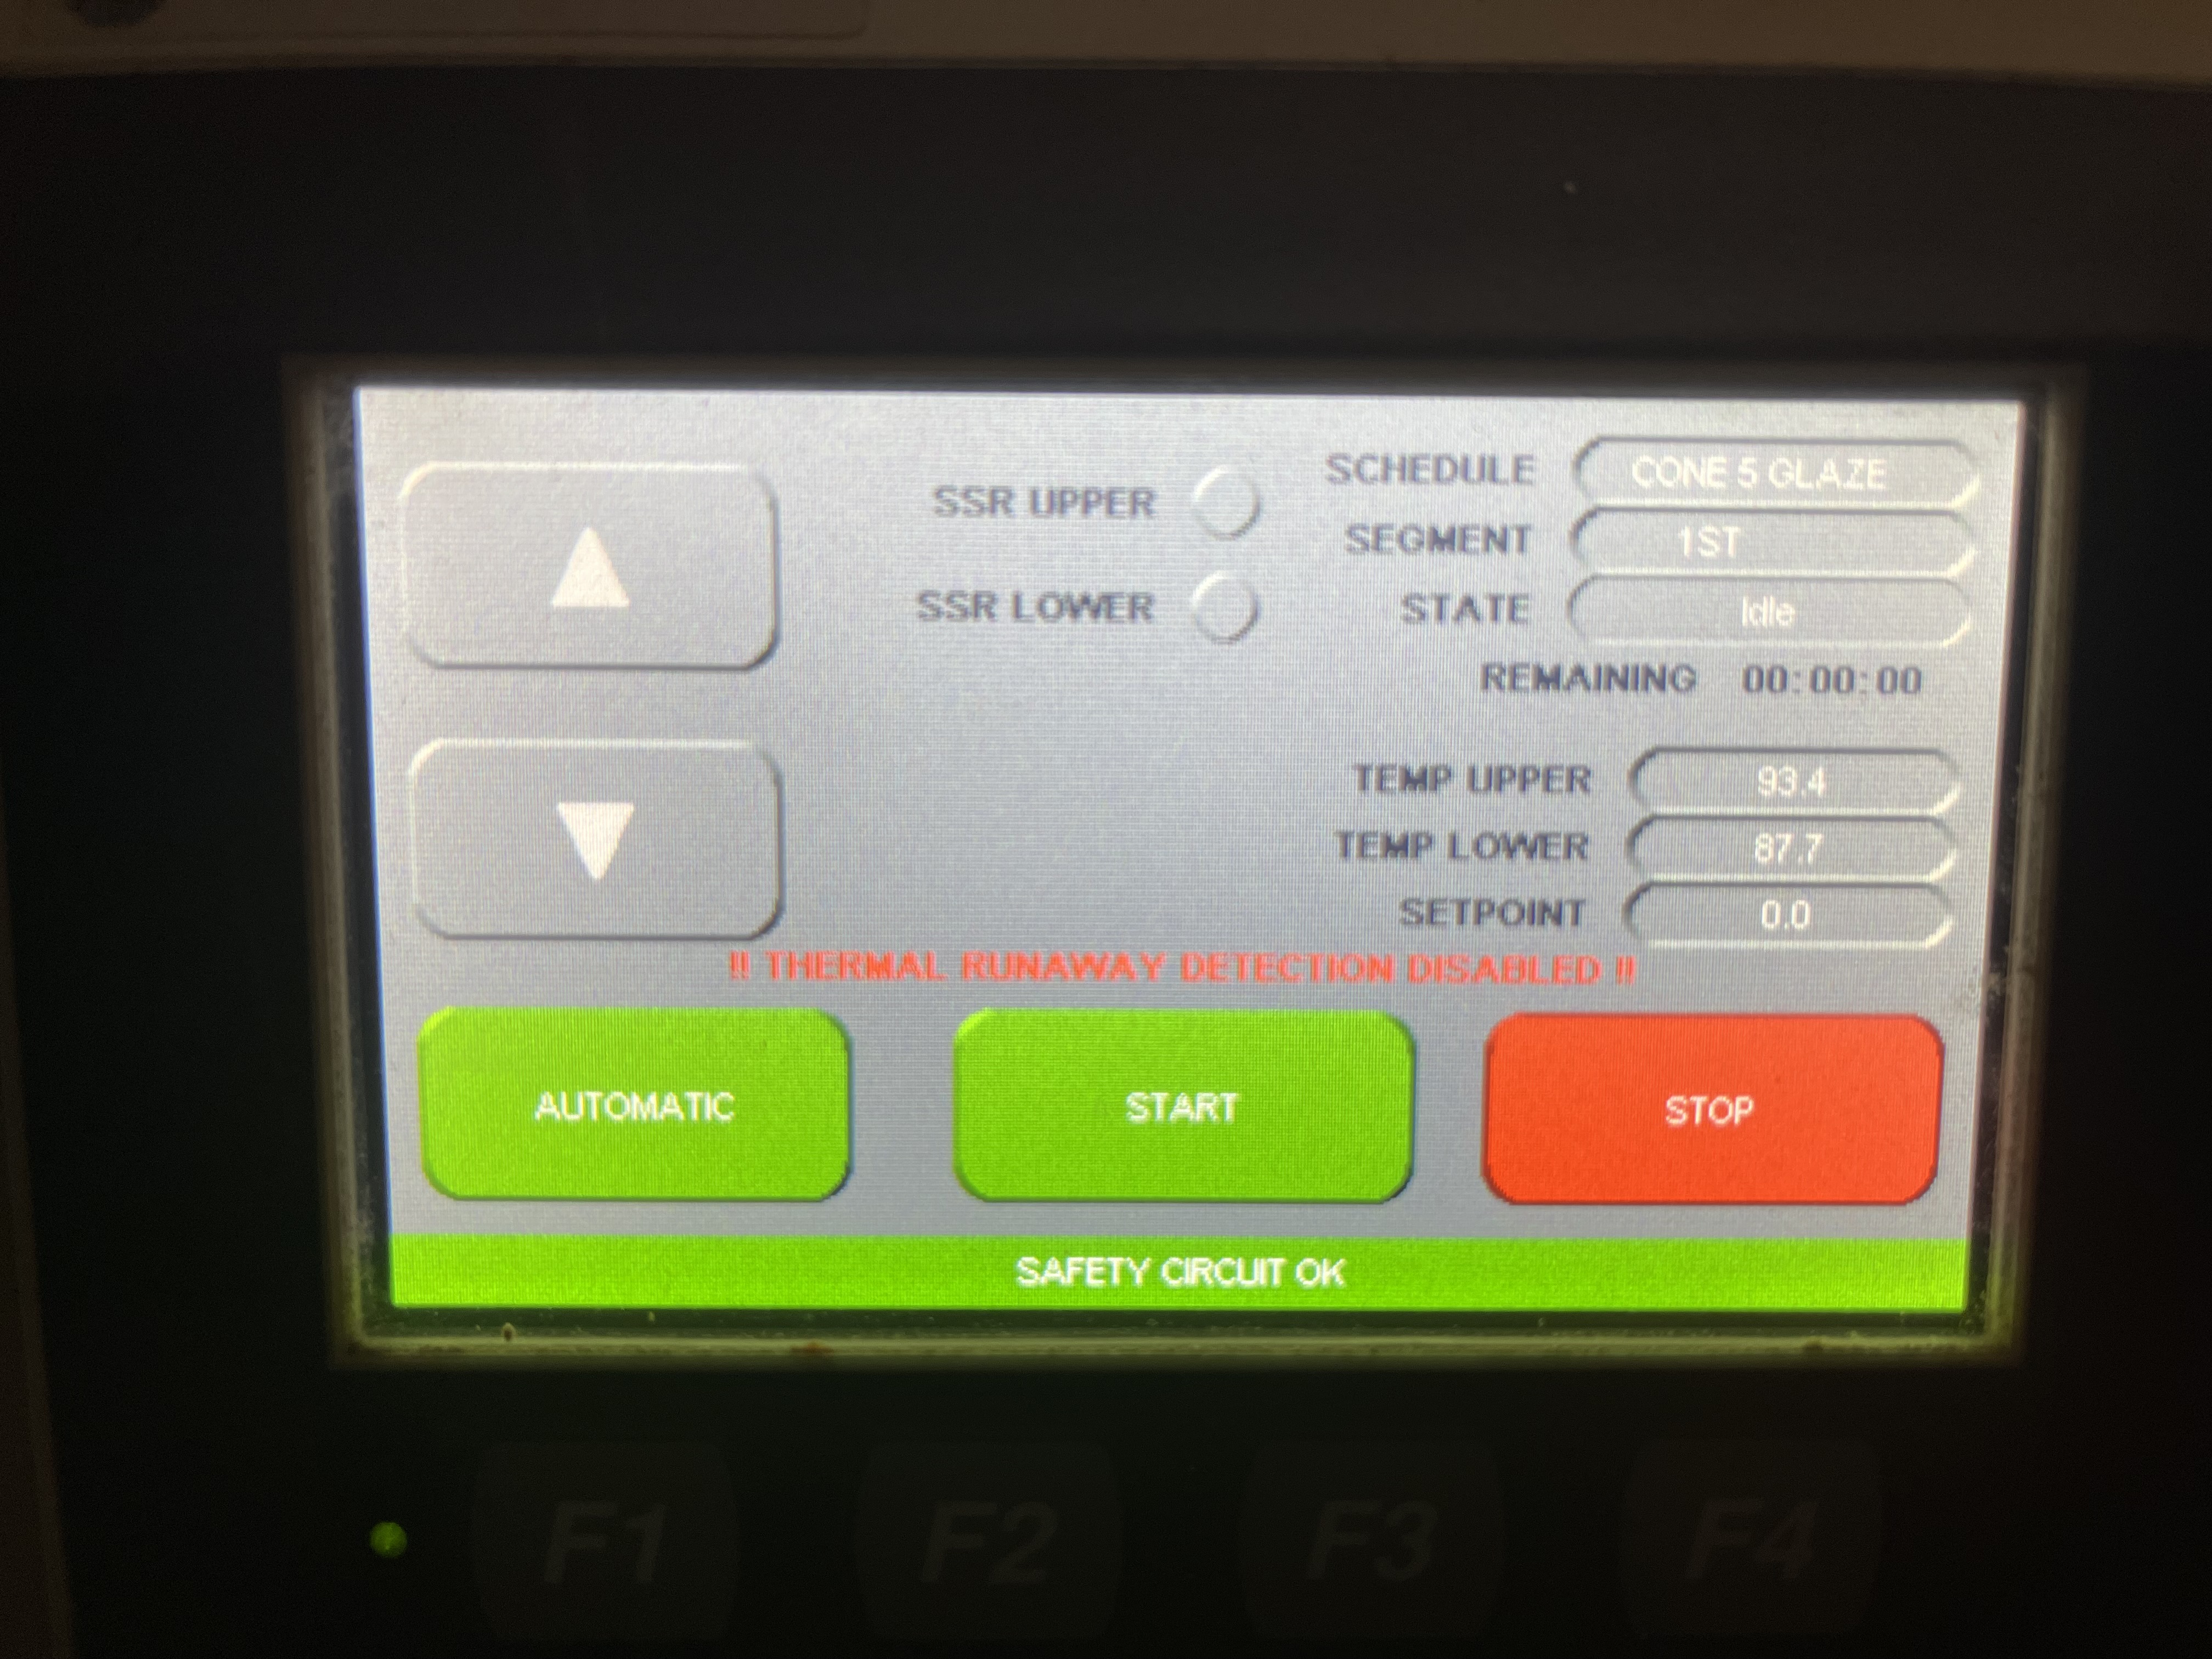 SCHEDULE CONE 5 GLAZE
SSR UPPER
SEGMENT 1ST
SSR LOWER
STATE Idle
REMAINING 00:00:00
TEMP UPPER 93.4
TEMP LOWER 87.7
SETPOINT 0.0
!! THERMAL RUNAWAY DETECTION DISABLED !!
AUTOMATIC START STOP
SAFETY CIRCUIT OK
F1 F2 F3 F4